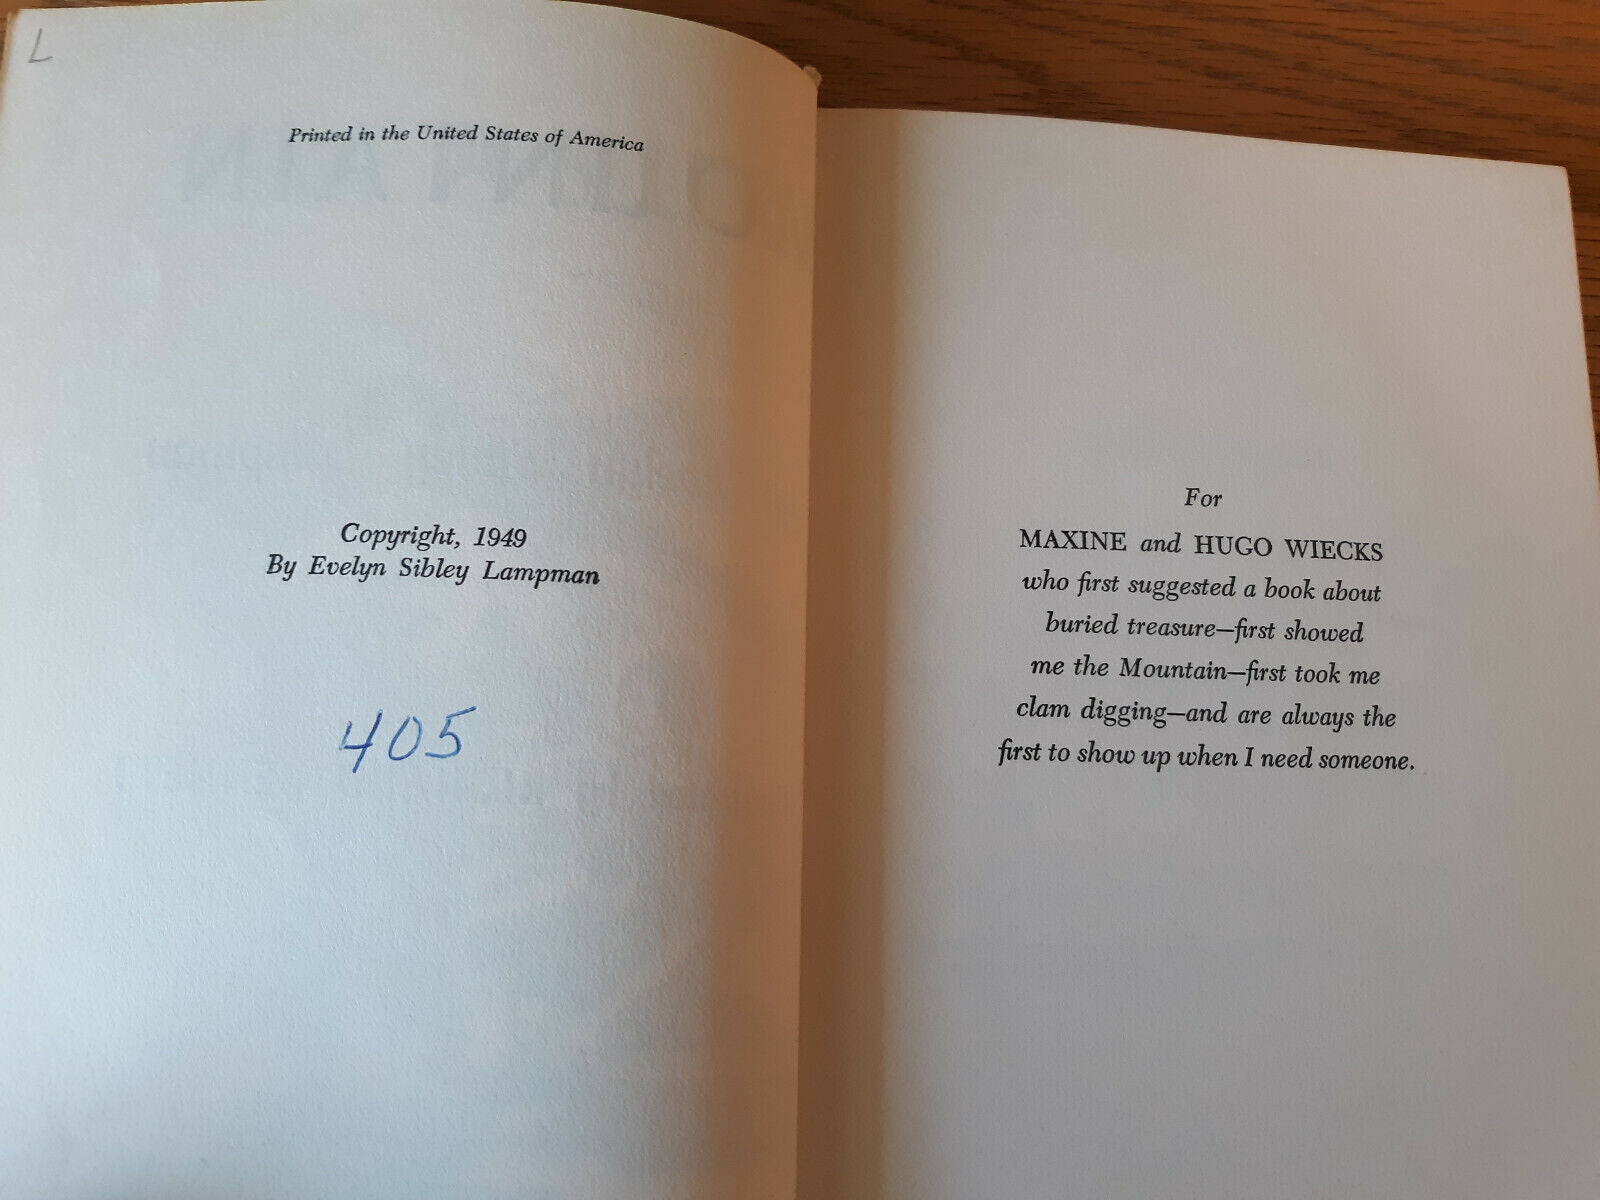 L
Printed in the United States of America
Copyright, 1949
By Evelyn Sibley Lampman
405
For
MAXINE and HUGO WIECKS
who first suggested a book about
buried treasure—first showed
me the Mountain—first took me
clam digging—and are always the
first to show up when I need someone.